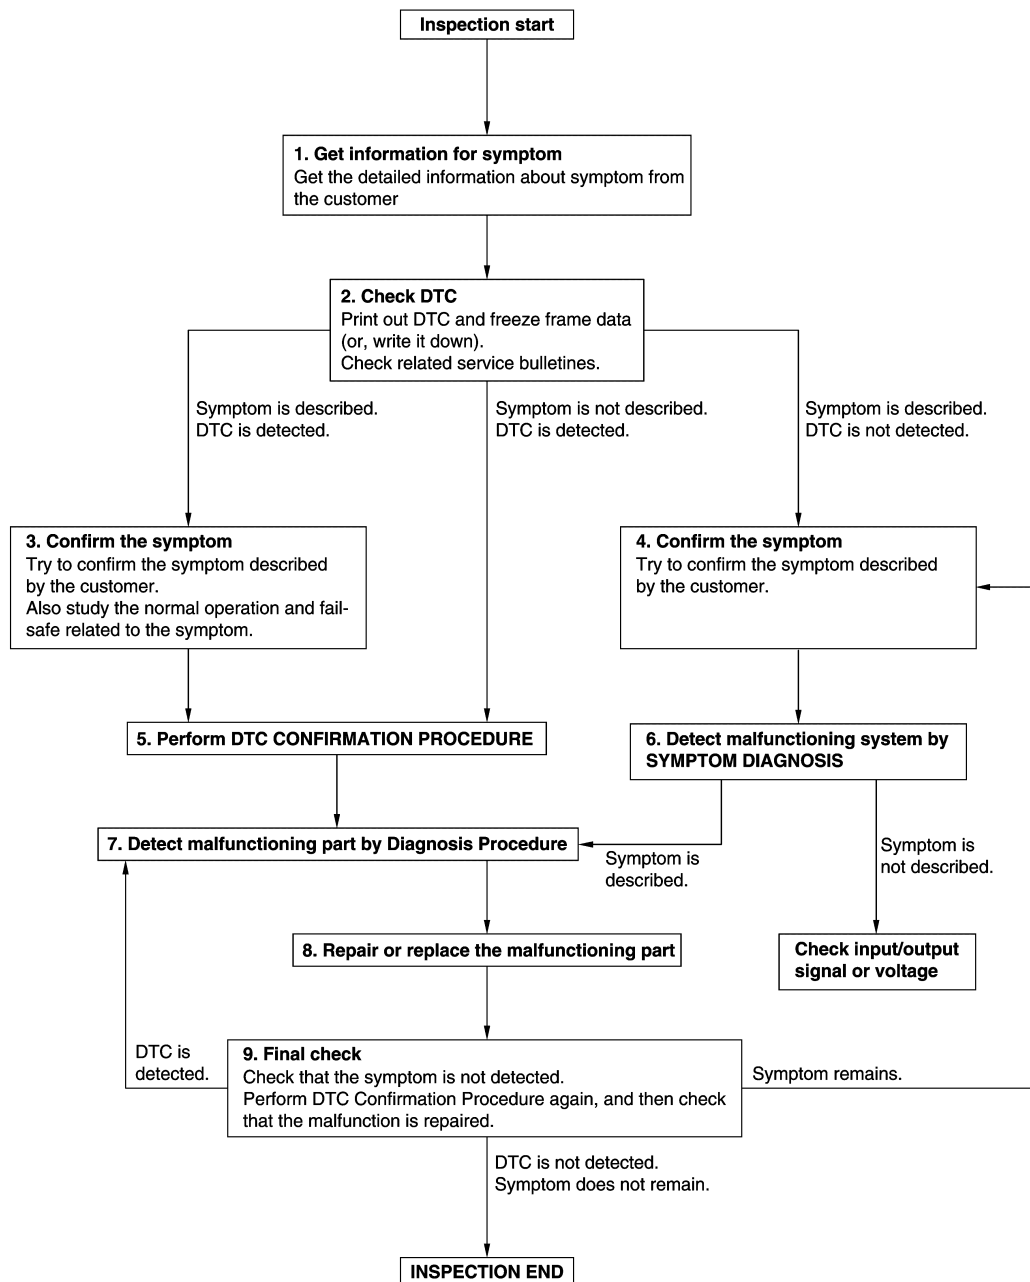 Inspection start
1. Get information for symptom
Get the detailed information about symptom from
the customer
2. Check DTC
Print out DTC and freeze frame data
(or, write it down).
Check related service bulletines.
Symptom is described.
DTC is detected.
Symptom is not described.
DTC is detected.
Symptom is described.
DTC is not detected.
3. Confirm the symptom
Try to confirm the symptom described
by the customer.
Also study the normal operation and fail-
safe related to the symptom.
4. Confirm the symptom
Try to confirm the symptom described
by the customer.
5. Perform DTC CONFIRMATION PROCEDURE
6. Detect malfunctioning system by
SYMPTOM DIAGNOSIS
7. Detect malfunctioning part by Diagnosis Procedure
Symptom is
described.
Symptom is
not described.
8. Repair or replace the malfunctioning part
Check input/output
signal or voltage
DTC is
detected.
9. Final check
Check that the symptom is not detected.
Perform DTC Confirmation Procedure again, and then check
that the malfunction is repaired.
Symptom remains.
DTC is not detected.
Symptom does not remain.
INSPECTION END